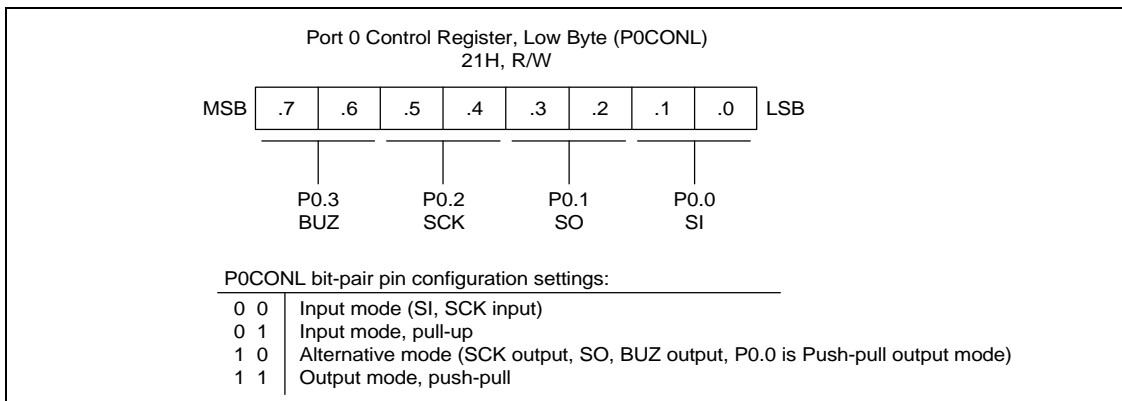 Port 0 Control Register, Low Byte (P0CONL)
21H, R/W
MSB .7 .6 .5 .4 .3 .2 .1 .0 LSB
P0.3 P0.2 P0.1 P0.0
BUZ SCK SO SI
P0CONL bit-pair pin configuration settings:
0 0 Input mode (SI, SCK input)
0 1 Input mode, pull-up
1 0 Alternative mode (SCK output, SO, BUZ output, P0.0 is Push-pull output mode)
1 1 Output mode, push-pull